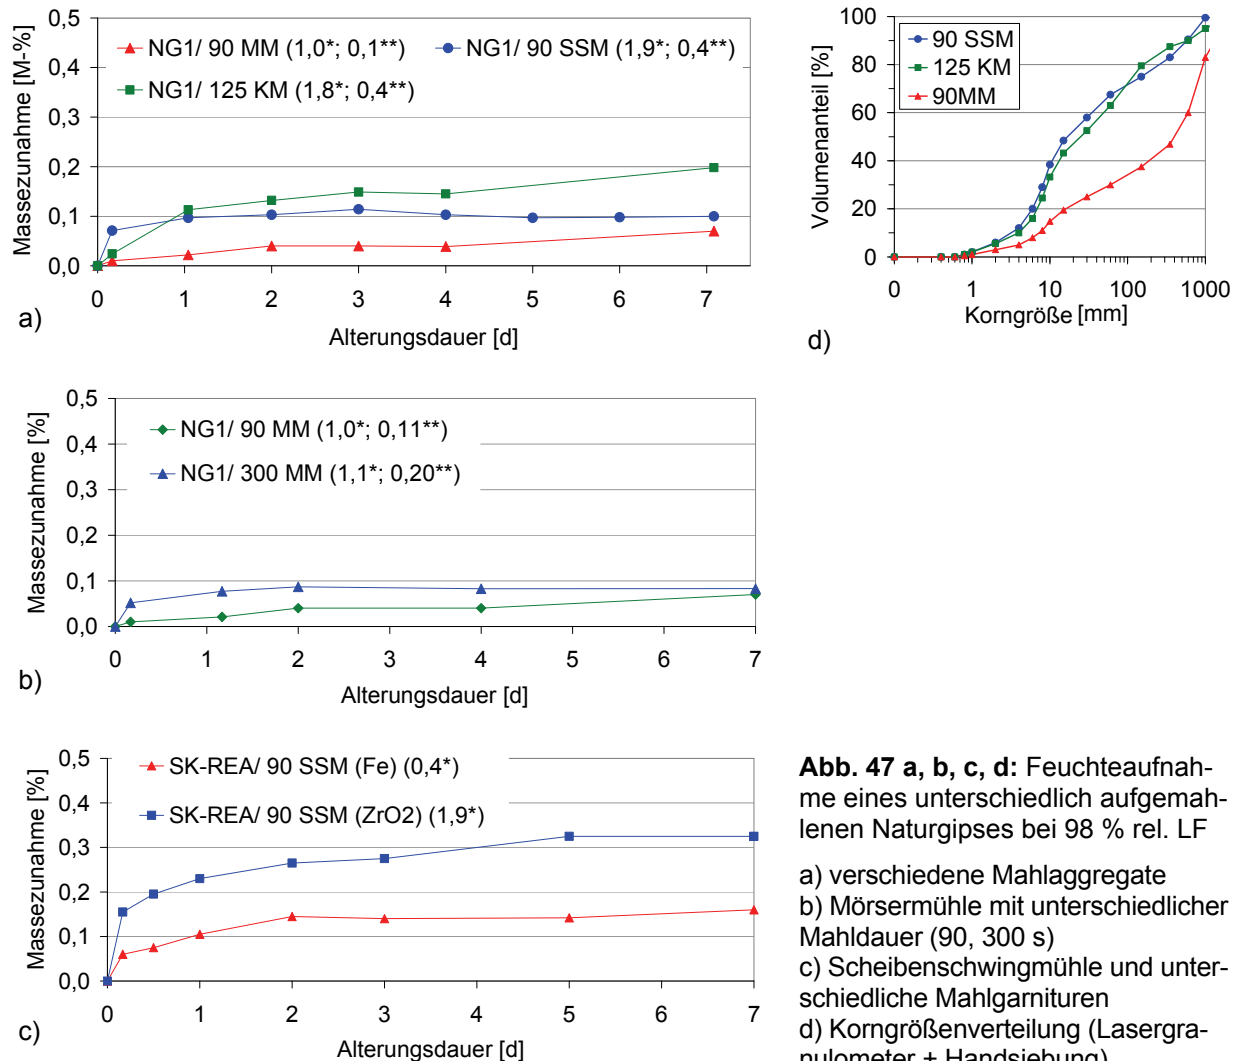 0,5
0,4
0,3
0,2
0,1
0,0
Massezunahme [M-%]
NG1/ 90 MM (1,0*; 0,1**)
NG1/ 90 SSM (1,9*; 0,4**)
NG1/ 125 KM (1,8*; 0,4**)
0 1 2 3 4 5 6 7
Alterungsdauer [d]
a)
100
80
60
40
20
0
Volumenanteil [%]
90 SSM
125 KM
90MM
0 1 10 100 1000
Korngröße [mm]
d)
0,5
0,4
0,3
0,2
0,1
0,0
Massezunahme [%]
NG1/ 90 MM (1,0*; 0,11**)
NG1/ 300 MM (1,1*; 0,20**)
0 1 2 3 4 5 6 7
Alterungsdauer [d]
b)
0,5
0,4
0,3
0,2
0,1
0,0
Massezunahme [%]
SK-REA/ 90 SSM (Fe) (0,4*)
SK-REA/ 90 SSM (ZrO2) (1,9*)
0 1 2 3 4 5 6 7
Alterungsdauer [d]
c)
Abb. 47 a, b, c, d: Feuchteaufnah-
me eines unterschiedlich aufgemah-
lenen Naturgipses bei 98 % rel. LF
a) verschiedene Mahlaggregate
b) Mörsermühle mit unterschiedlicher
Mahldauer (90, 300 s)
c) Scheibenschwingmühle und unter-
schiedliche Mahlgarnituren
d) Korngrößenverteilung (Lasergra-
nulometer + Handsiebung)